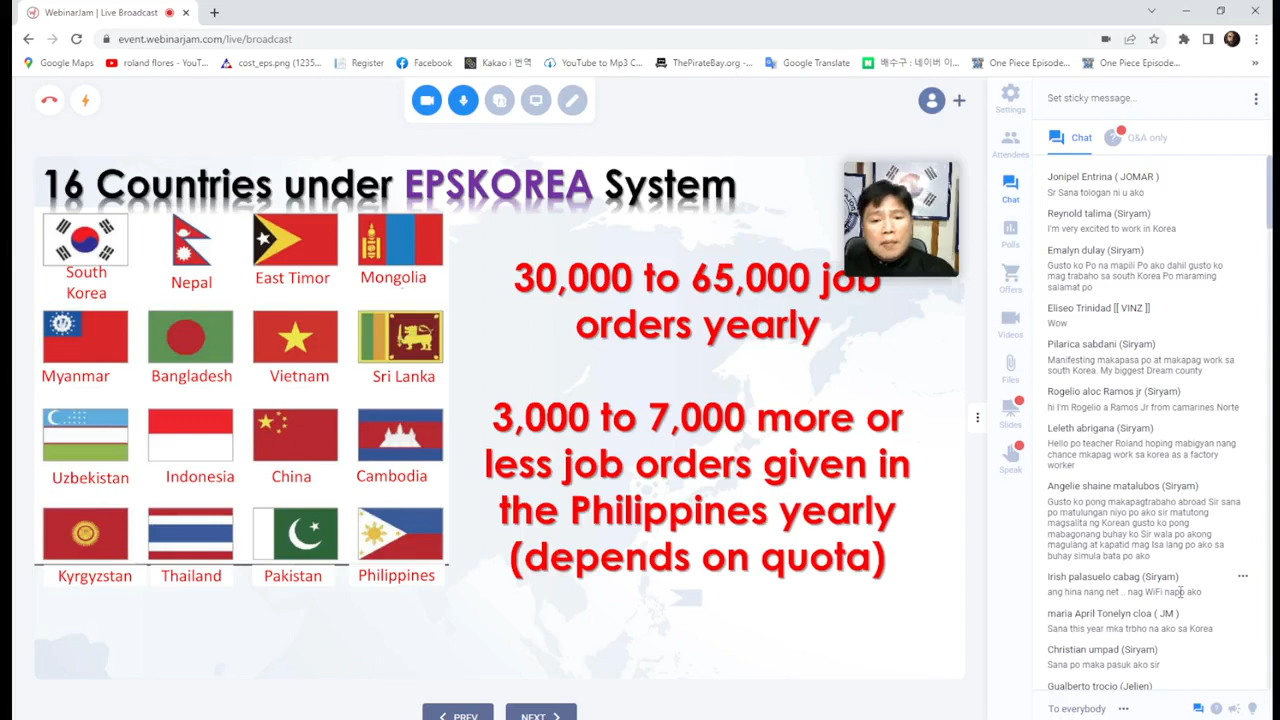 WebinarJam | Live Broadcast
event.webinarjam.com/live/broadcast
Google Maps
roland flores - YouT...
cost_eps.png (1235...
Register
Facebook
Kakao i 번역
YouTube to Mp3 C...
ThePirateBay.org -...
Google Translate
배수구 : 네이버 이...
One Piece Episode...
One Piece Episode...
16 Countries under EPSKOREA System
South
Korea
Nepal
East Timor
Mongolia
Myanmar
Bangladesh
Vietnam
Sri Lanka
Uzbekistan
Indonesia
China
Cambodia
Kyrgyzstan
Thailand
Pakistan
Philippines
30,000 to 65,000 job
orders yearly
3,000 to 7,000 more or
less job orders given in
the Philippines yearly
(depends on quota)
PREV
NEXT
Settings
Attendees
Chat
Polls
Offers
Videos
Files
Slides
Speak
Set sticky message...
Chat
Q&A only
Jonipel Entrina ( JOMAR )
Sr Sana tologan ni u ako
Reynold talima (Siryam)
I'm very excited to work in Korea
Emalyn dulay (Siryam)
Gusto ko Po na mapili Po ako dahil gusto ko
mag trabaho sa south Korea Po maraming
salamat po
Eliseo Trinidad [[ VINZ ]]
Wow
Pilarica sabdani (Siryam)
Manifesting makapasa po at makapag work sa
south Korea. My biggest Dream county
Rogelio aloc Ramos jr (Siryam)
hi I'm Rogelio a Ramos Jr from camarines Norte
Leleth abrigana (Siryam)
Hello po teacher Roland hoping mabigyan nang
chance mkapag work sa korea as a factory
worker
Angelie shaine matalubos (Siryam)
Gusto ko pong makapagtrabaho abroad Sir sana
po matulungan niyo po ako sir matutong
magsalita ng Korean gusto ko pong
mabagonang buhay ko Sir wala po akong
magulang at kapatid mag Isa lang po ako sa
buhay simula bata po ako
Irish palasuelo cabag (Siryam)
ang hina nang net .. nag WiFi napo ako
maria April Tonelyn cloa ( JM )
Sana this year mka trbho na ako sa Korea
Christian umpad (Siryam)
Sana po maka pasuk ako sir
Gualberto trocio (Jelien)
To everybody